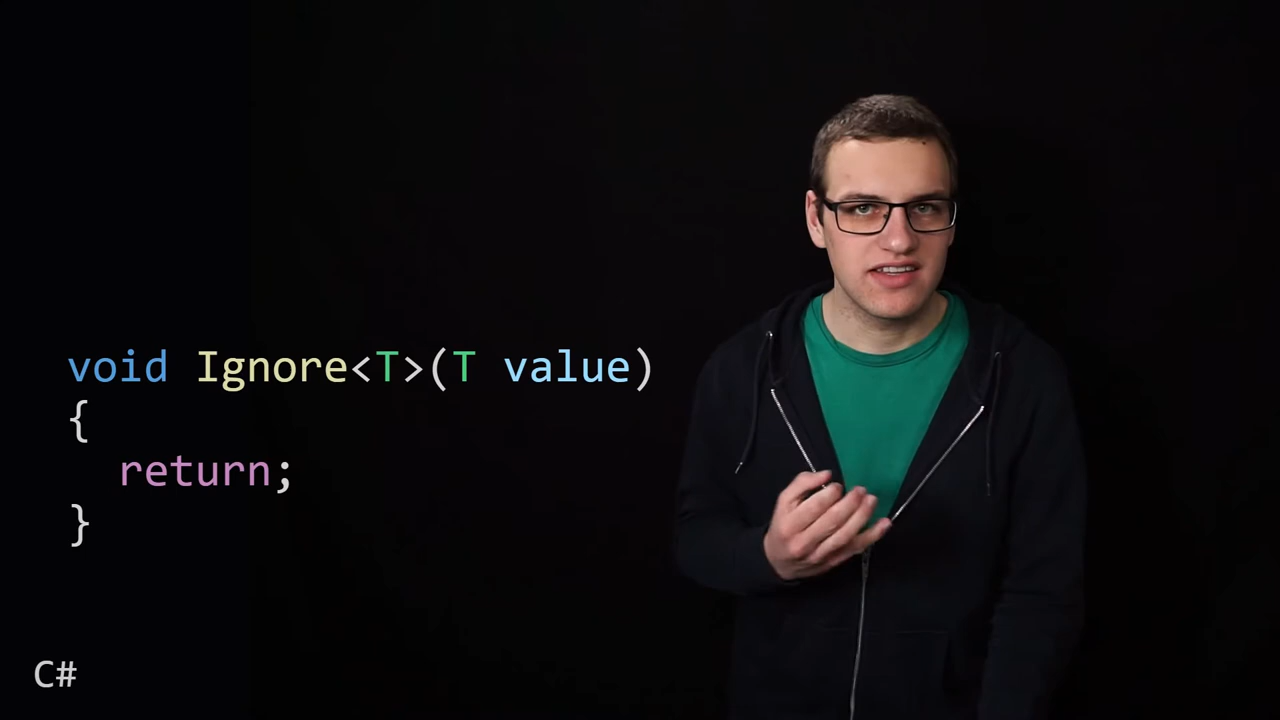 void Ignore<T>(T value)
{
  return;
}
C#